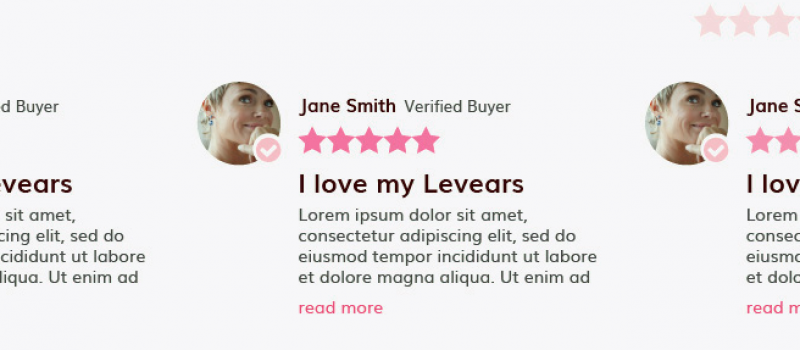 d Buyer
evears
sit amet,
cing elit, sed do
cididunt ut labore
liqua. Ut enim ad
Jane Smith Verified Buyer
I love my Levears
Lorem ipsum dolor sit amet,
consectetur adipiscing elit, sed do
eiusmod tempor incididunt ut labore
et dolore magna aliqua. Ut enim ad
read more
Jane S
I lov
Lorem
consec
eiusmo
et dolo
read m